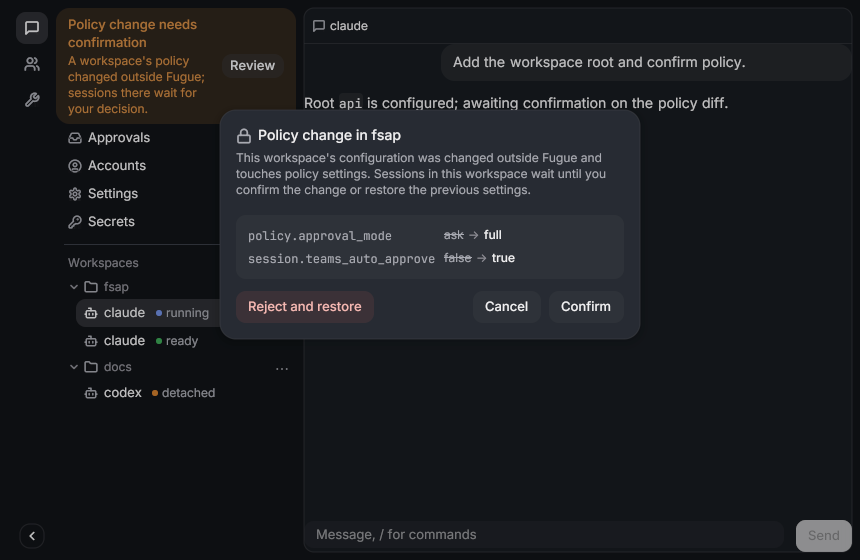 Policy change needs
confirmation
A workspace's policy
changed outside Fugue;
sessions there wait for
your decision.
Review
Approvals
Accounts
Settings
Secrets
Workspaces
fsap
claude running
claude ready
docs ...
codex detached
claude
Add the workspace root and confirm policy.
Root api is configured; awaiting confirmation on the policy diff.
Policy change in fsap
This workspace's configuration was changed outside Fugue and
touches policy settings. Sessions in this workspace wait until you
confirm the change or restore the previous settings.
policy.approval_mode ask → full
session.teams_auto_approve false → true
Reject and restore Cancel Confirm
Message, / for commands Send